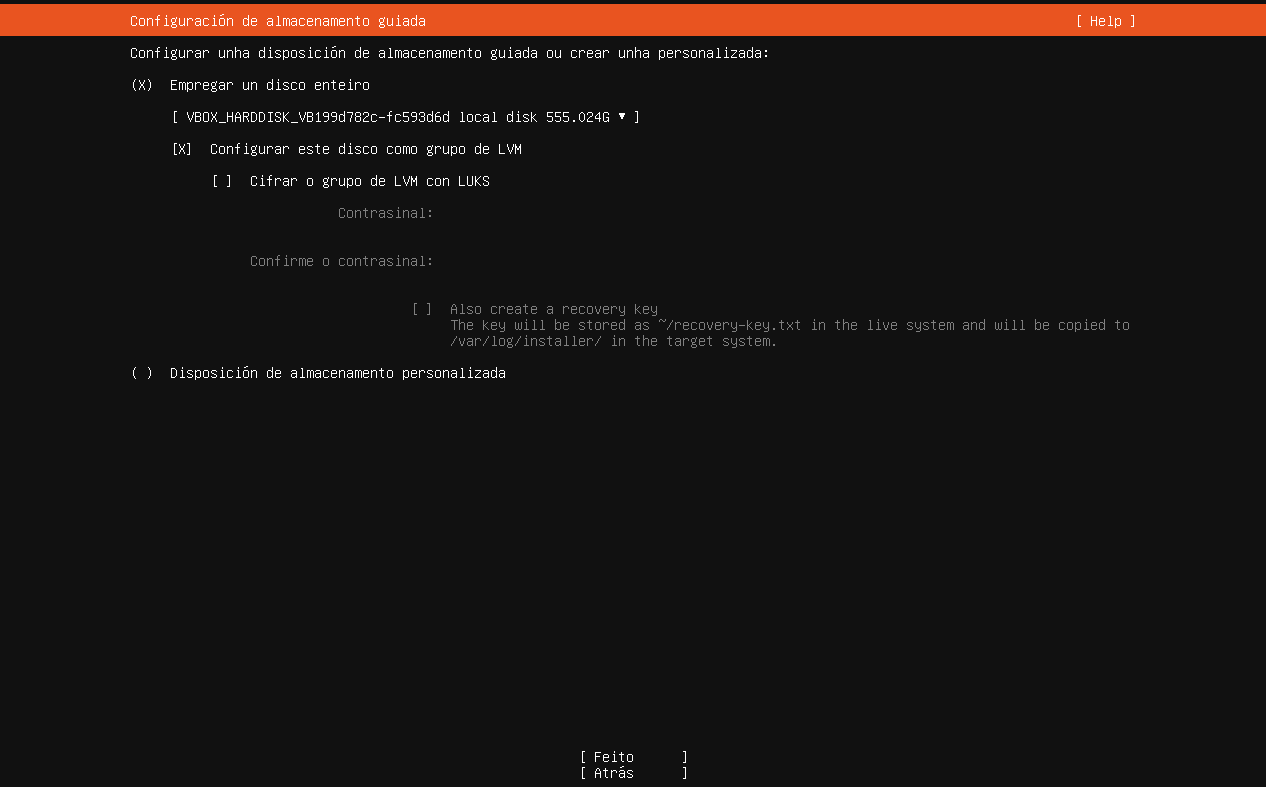 Configuración de almacenamento guiada [ Help ]
Configurar unha disposición de almacenamento guiada ou crear unha personalizada:
(X) Empregar un disco enteiro
[ VBOX_HARDDISK_VB199d782c-fc593d6d local disk 555.024G ▾ ]
[X] Configurar este disco como grupo de LVM
[ ] Cifrar o grupo de LVM con LUKS
Contrasinal:
Confirme o contrasinal:
[ ] Also create a recovery key
The key will be stored as ~/recovery-key.txt in the live system and will be copied to
/var/log/installer/ in the target system.
( ) Disposición de almacenamento personalizada
[ Feito ]
[ Atrás ]